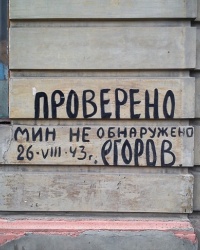 ПРОВЕРЕНО
МИН НЕ ОБНАРУЖЕНО
26·VIII·43г., ЕГОРОВ.